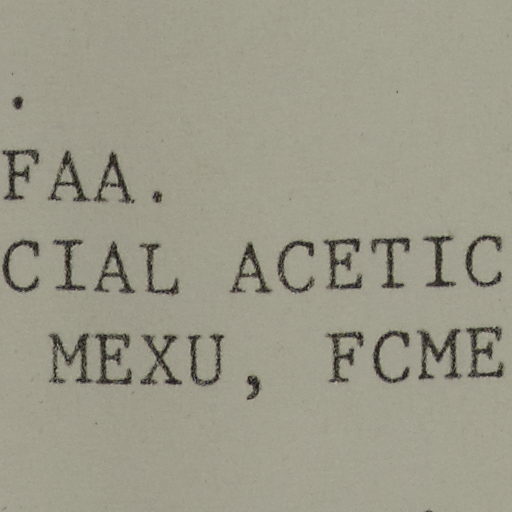 .
FAA.
CIAL ACETIC
MEXU, FCME